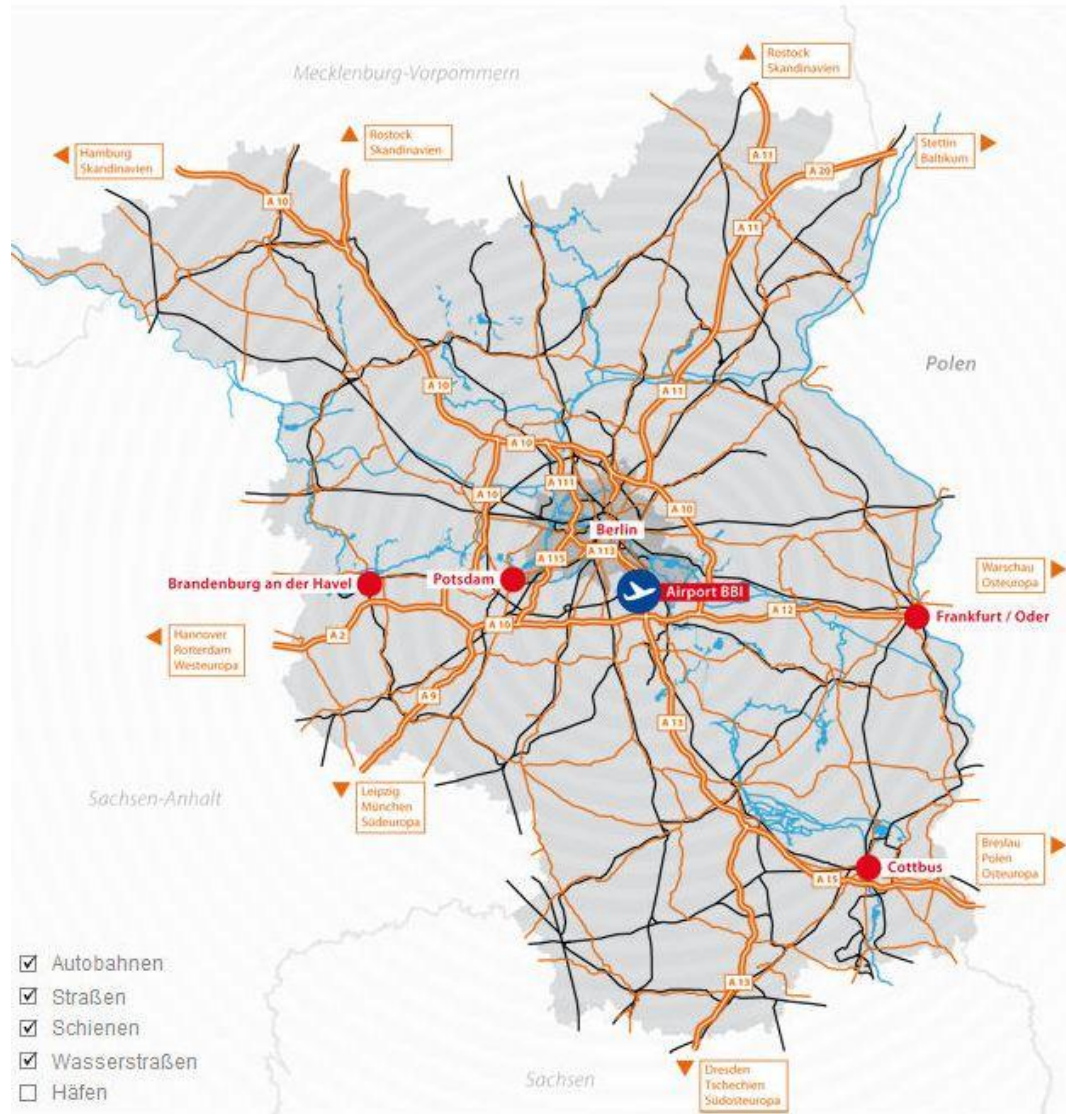 Mecklenburg-Vorpommern
Rostock
Skandinavien
Rostock
Skandinavien
Hamburg
Skandinavien
Stettin
Baltikum
A 11
A 20
A 10
A 11
Polen
A 10
A 11
A 10
A 111
A 10
A 10
Berlin
A 115
A 113
Warschau
Osteuropa
Brandenburg an der Havel
Potsdam
Airport BBI
A 12
Frankfurt / Oder
A 10
A 2
Hannover
Rotterdam
Westeuropa
A 9
A 13
Sachsen-Anhalt
Leipzig
München
Südeuropa
Breslau
Polen
Osteuropa
Cottbus
A 15
Autobahnen
Straßen
Schienen
Wasserstraßen
Häfen
A 13
Sachsen
Dresden
Tschechien
Südosteuropa